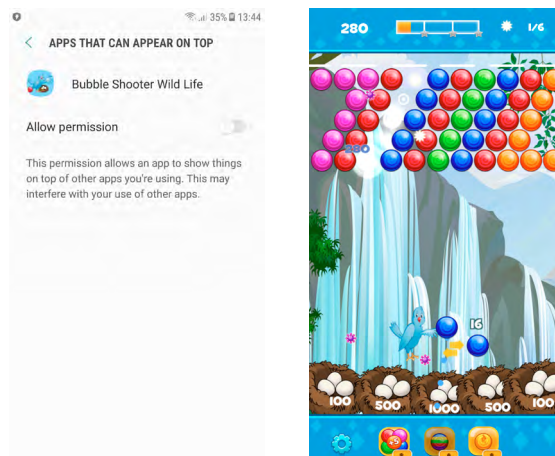 35% 13:44
APPS THAT CAN APPEAR ON TOP
Bubble Shooter Wild Life
Allow permission
This permission allows an app to show things
on top of other apps you're using. This may
interfere with your use of other apps.
280
1/6
280
16
100
500
1000
500
100